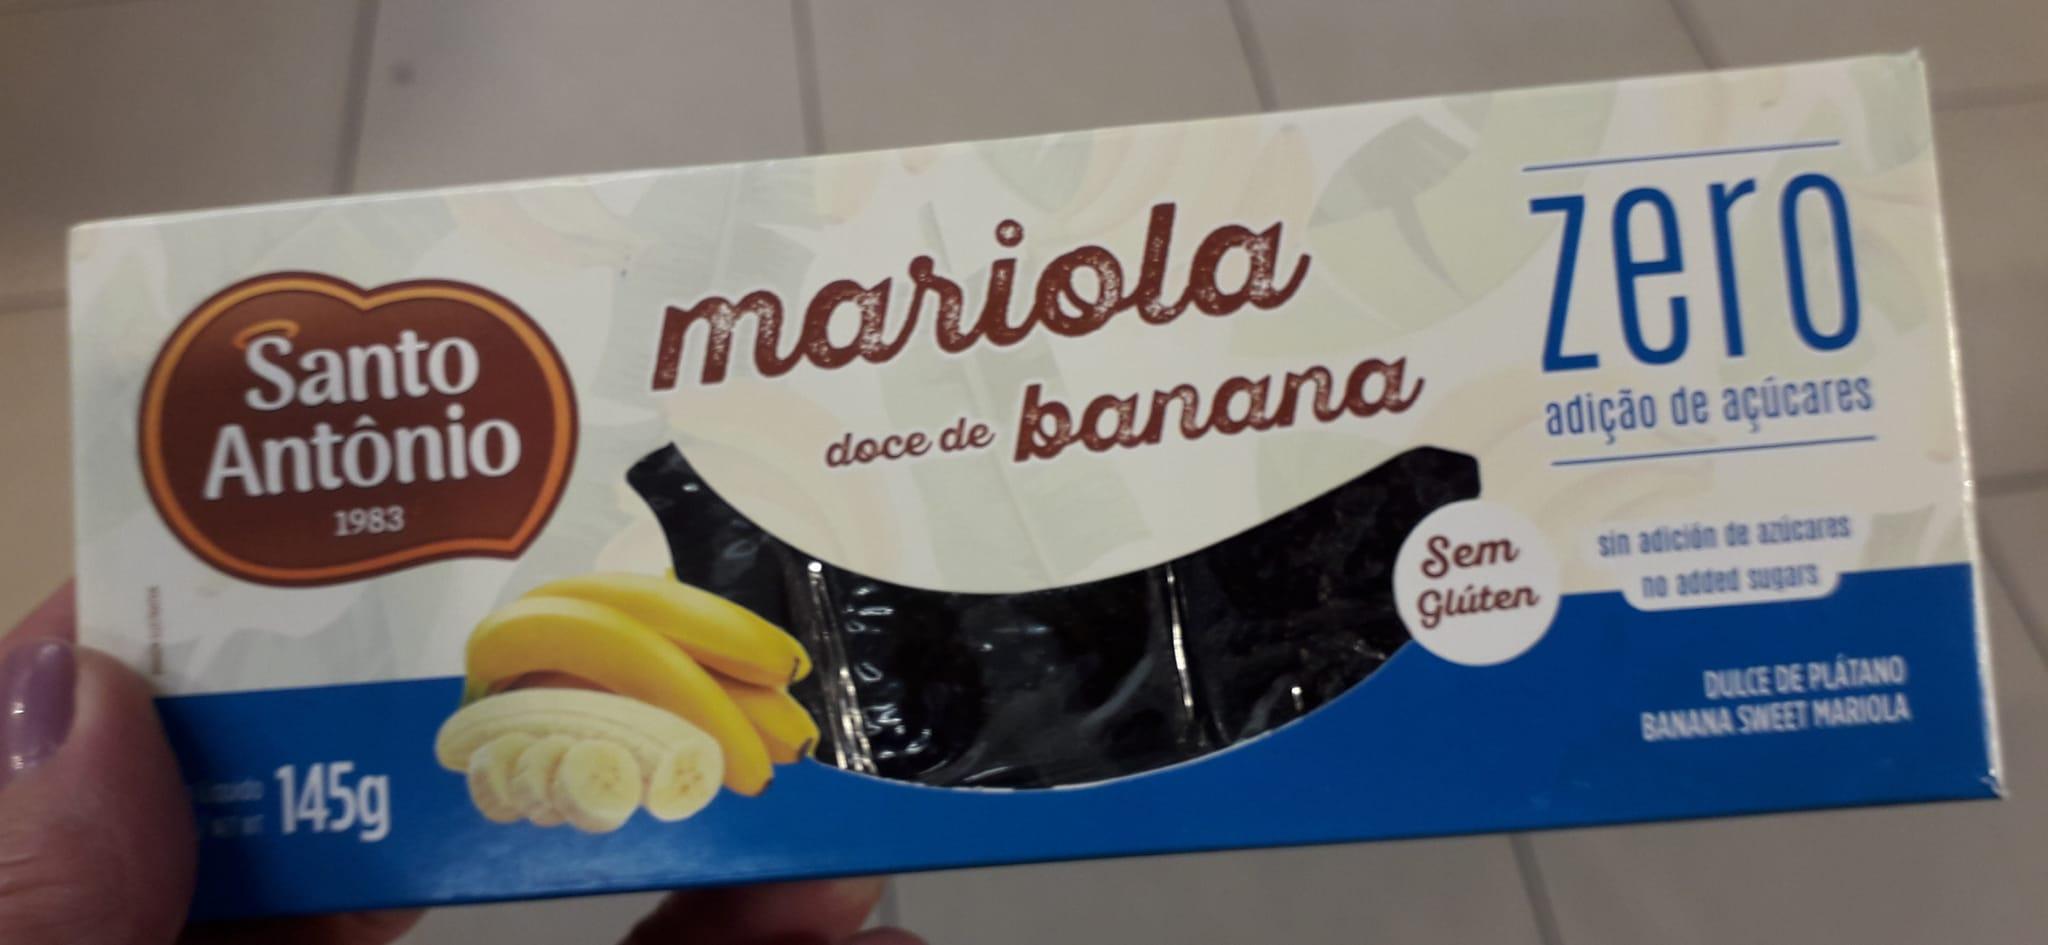 Santo
Antônio
1983
mariola
doce de banana
zero
adição de açúcares
sin adición de azúcares
no added sugars
Sem
Glúten
DULCE DE PLÁTANO
BANANA SWEET MARIOLA
145g